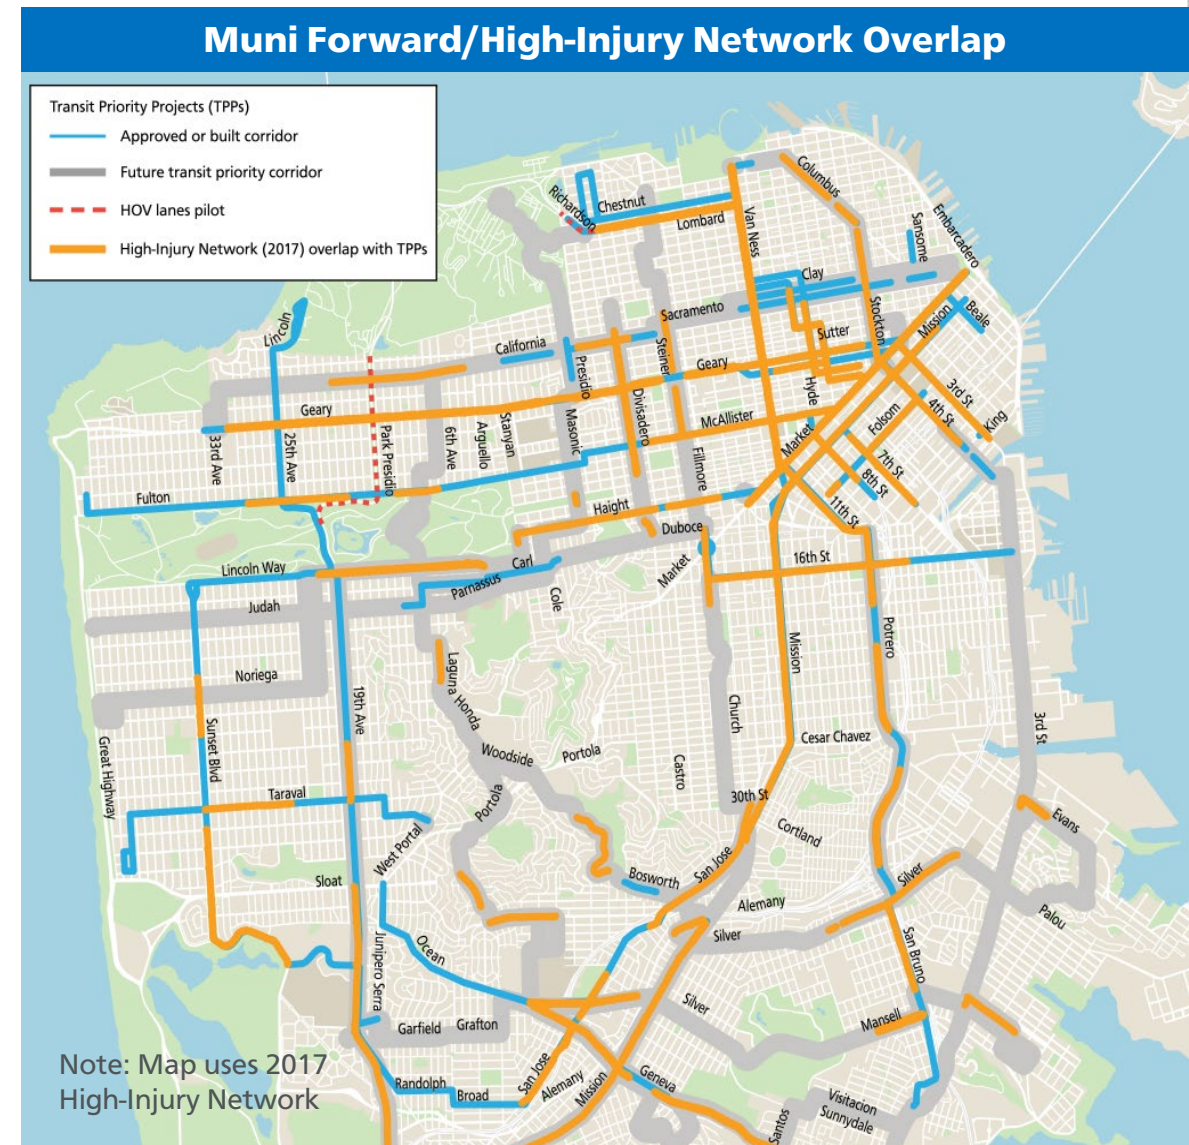 Muni Forward/High-Injury Network Overlap
Transit Priority Projects (TPPs)
Approved or built corridor
Future transit priority corridor
HOV lanes pilot
High-Injury Network (2017) overlap with TPPs
Richardson
Chestnut
Lombard
Van Ness
Columbus
Embarcadero
Sansome
Clay
Sacramento
Stockton
Sutter
Mission
Beale
Lincoln
California
Presidio
Steiner
Geary
Hyde
3rd St
4th St
King
Geary
33rd Ave
25th Ave
Park Presidio
6th Ave
Arguello
Stanyan
Masonic
Divisadero
Fillmore
McAllister
Market
Folsom
7th St
8th St
11th St
Fulton
Haight
Duboce
Market
16th St
Lincoln Way
Carl
Parnassus
Cole
Judah
Noriega
Laguna Honda
Mission
Potrero
Great Highway
Sunset Blvd
19th Ave
Woodside
Portola
Portola
Castro
Church
Cesar Chavez
3rd St
Taraval
West Portal
30th St
Cortland
Evans
Sloat
Bosworth
San Jose
Alemany
Silver
Palou
Junipero Serra
Ocean
Silver
San Bruno
Garfield
Grafton
Silver
Mansell
Randolph
Broad
San Jose
Alemany
Mission
Geneva
Santos
Visitacion
Sunnydale
Note: Map uses 2017
High-Injury Network